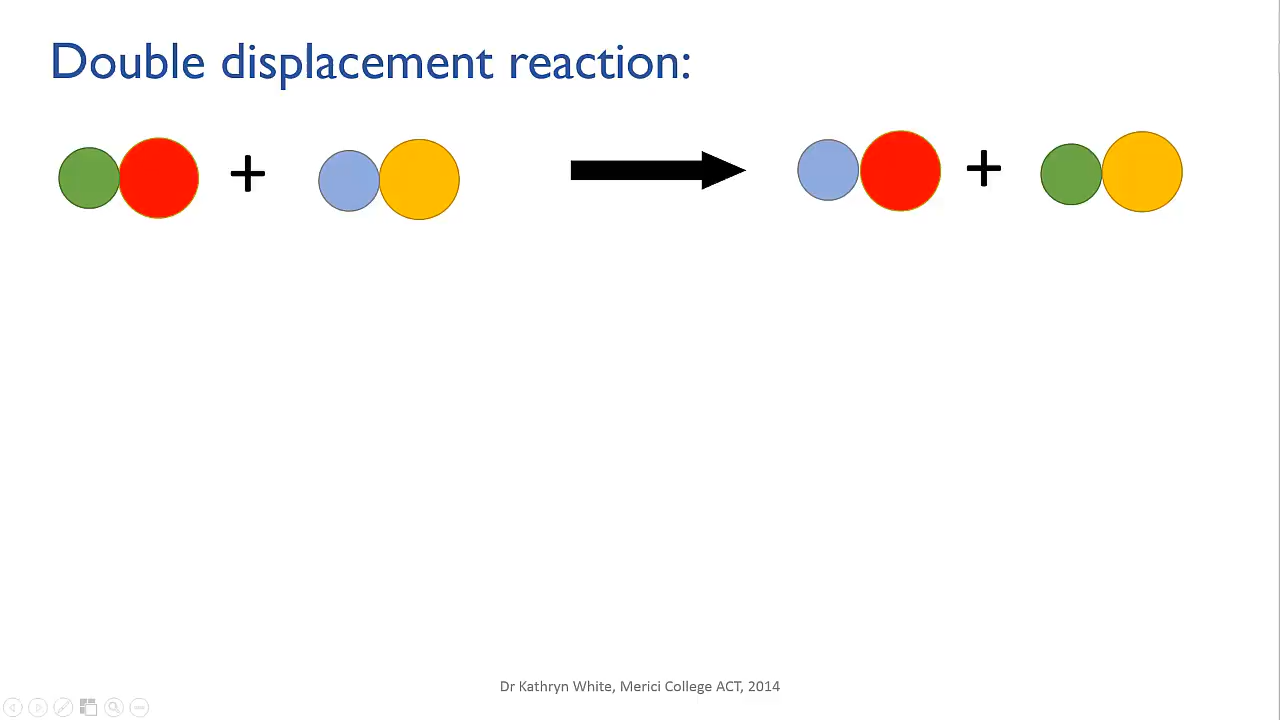 Double displacement reaction:
+ +
Dr Kathryn White, Merici College ACT, 2014